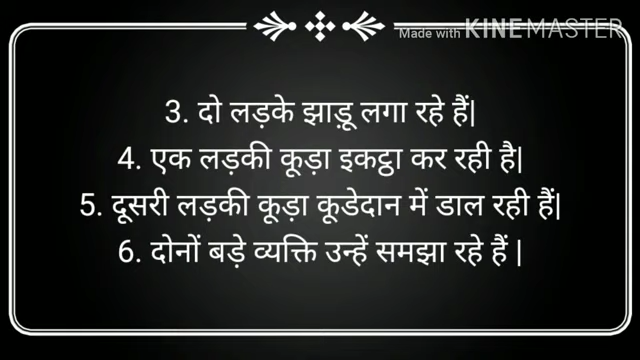 Made with KINEMASTER
3. दो लड़के झाड़ू लगा रहे हैं|
4. एक लड़की कूड़ा इकट्ठा कर रही है|
5. दूसरी लड़की कूड़ा कूडेदान में डाल रही हैं|
6. दोनों बड़े व्यक्ति उन्हें समझा रहे हैं |